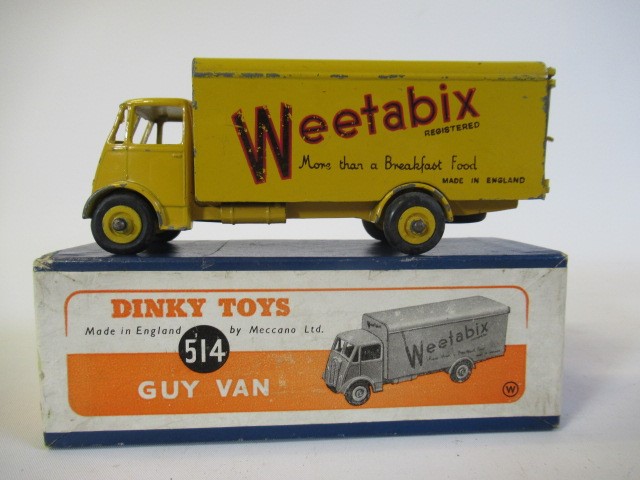 Weetabix
REGISTERED
More than a Breakfast Food
MADE IN ENGLAND
DINKY TOYS
Made in England by Meccano Ltd.
514
GUY VAN
Weetabix
W